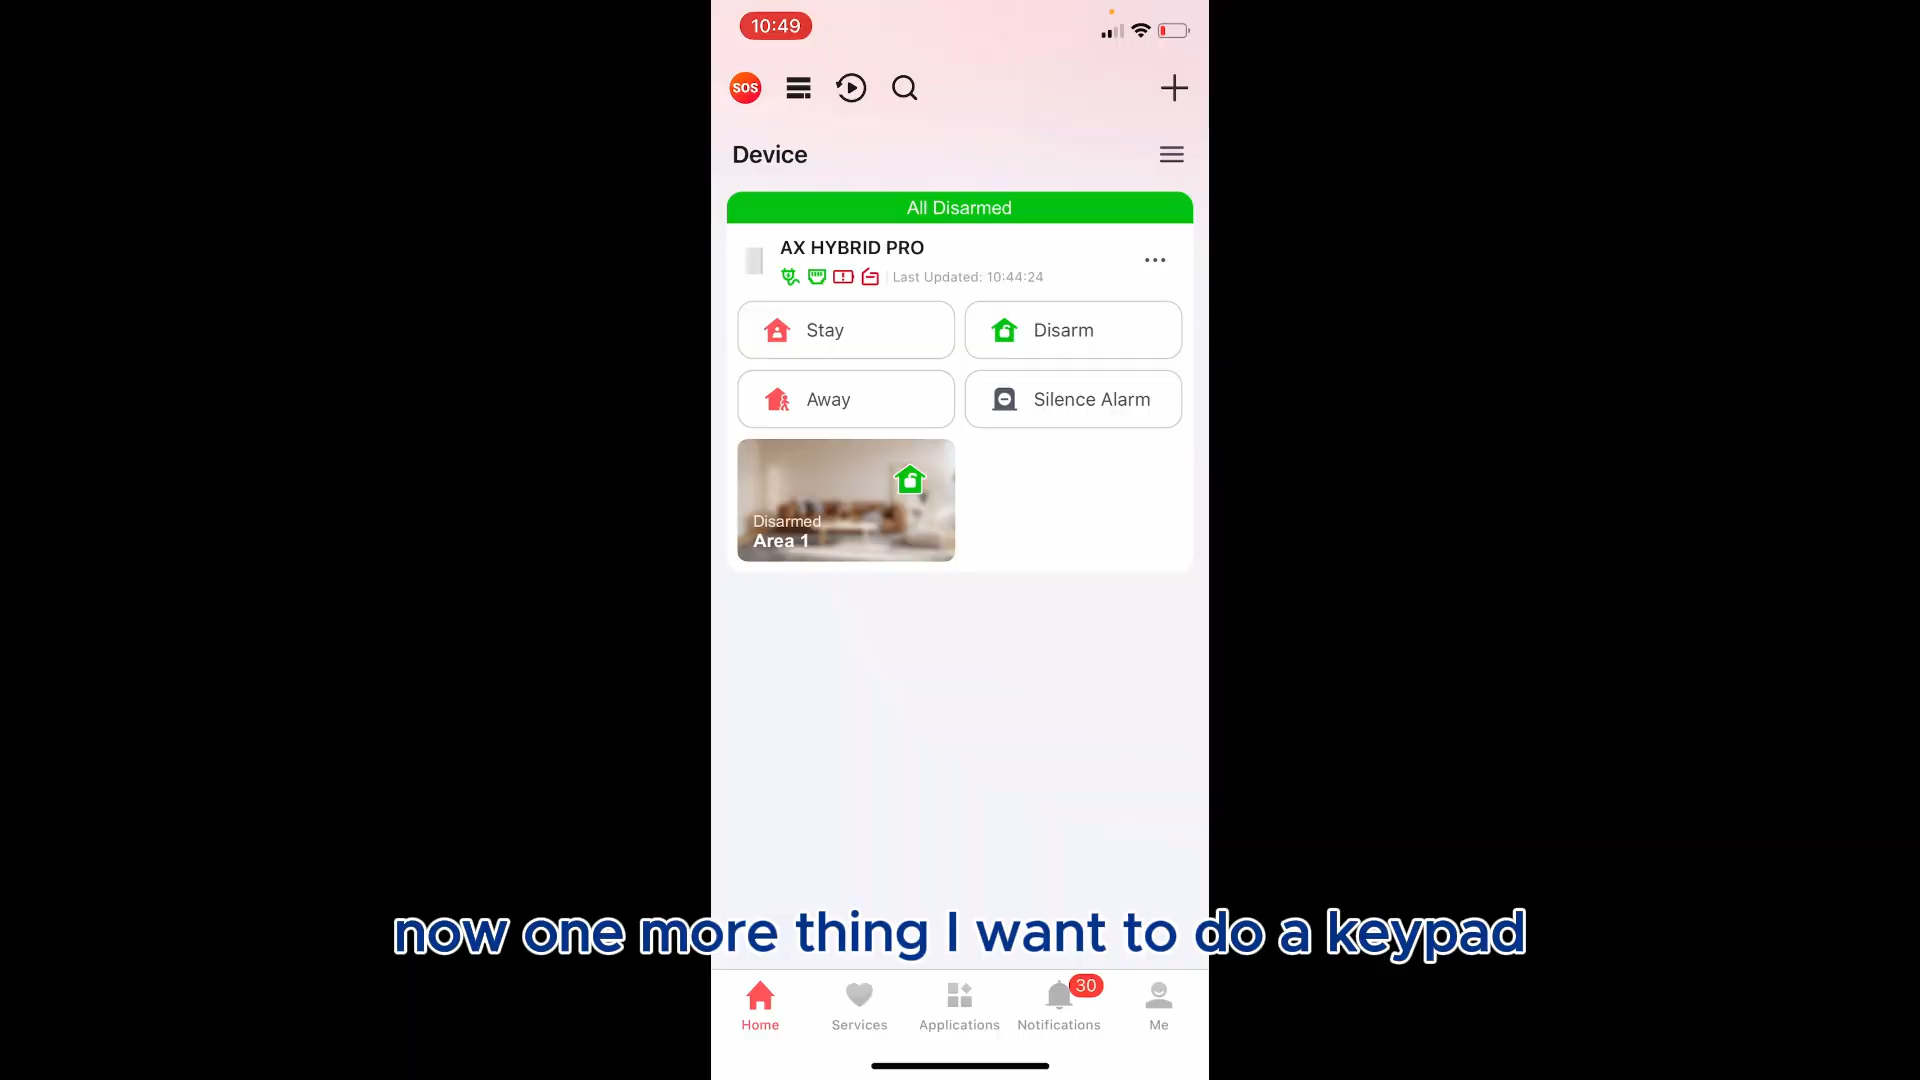 10:49
SOS
Device
All Disarmed
AX HYBRID PRO
Last Updated: 10:44:24
Stay
Disarm
Away
Silence Alarm
Disarmed
Area 1
now one more thing I want to do a keypad
30
Home
Services
Applications
Notifications
Me